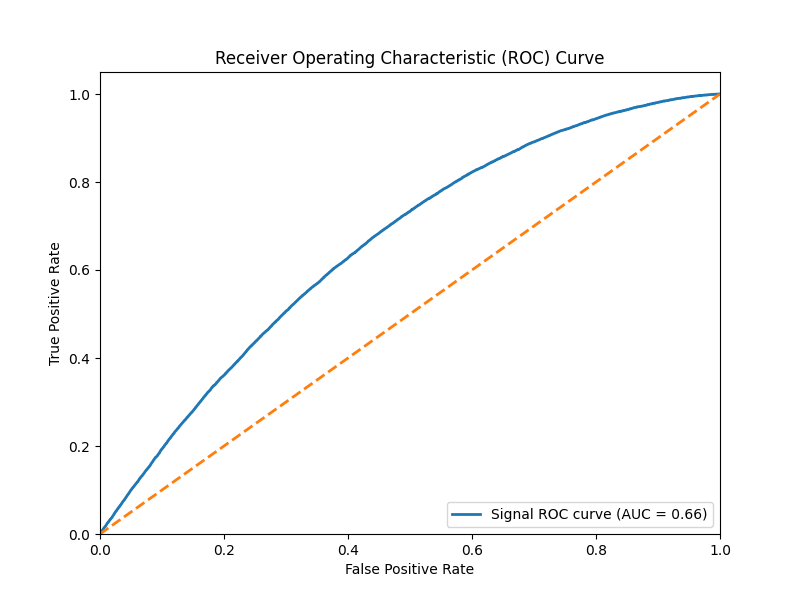 Receiver Operating Characteristic (ROC) Curve
True Positive Rate
1.0
0.8
0.6
0.4
0.2
0.0
Signal ROC curve (AUC = 0.66)
0.0 0.2 0.4 0.6 0.8 1.0
False Positive Rate